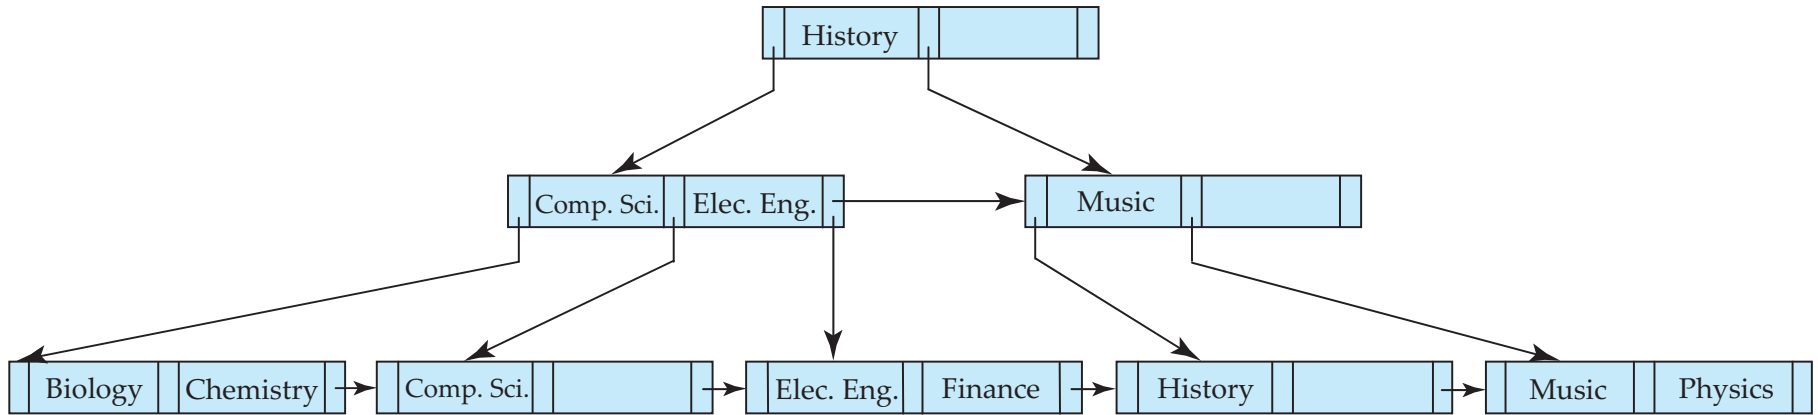 History
Comp. Sci. Elec. Eng. Music
Biology Chemistry Comp. Sci. Elec. Eng. Finance History Music Physics